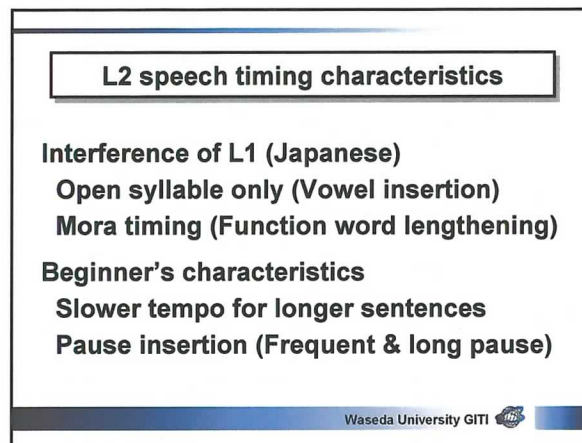 L2 speech timing characteristics
Interference of L1 (Japanese)
Open syllable only (Vowel insertion)
Mora timing (Function word lengthening)
Beginner's characteristics
Slower tempo for longer sentences
Pause insertion (Frequent & long pause)
Waseda University GITI